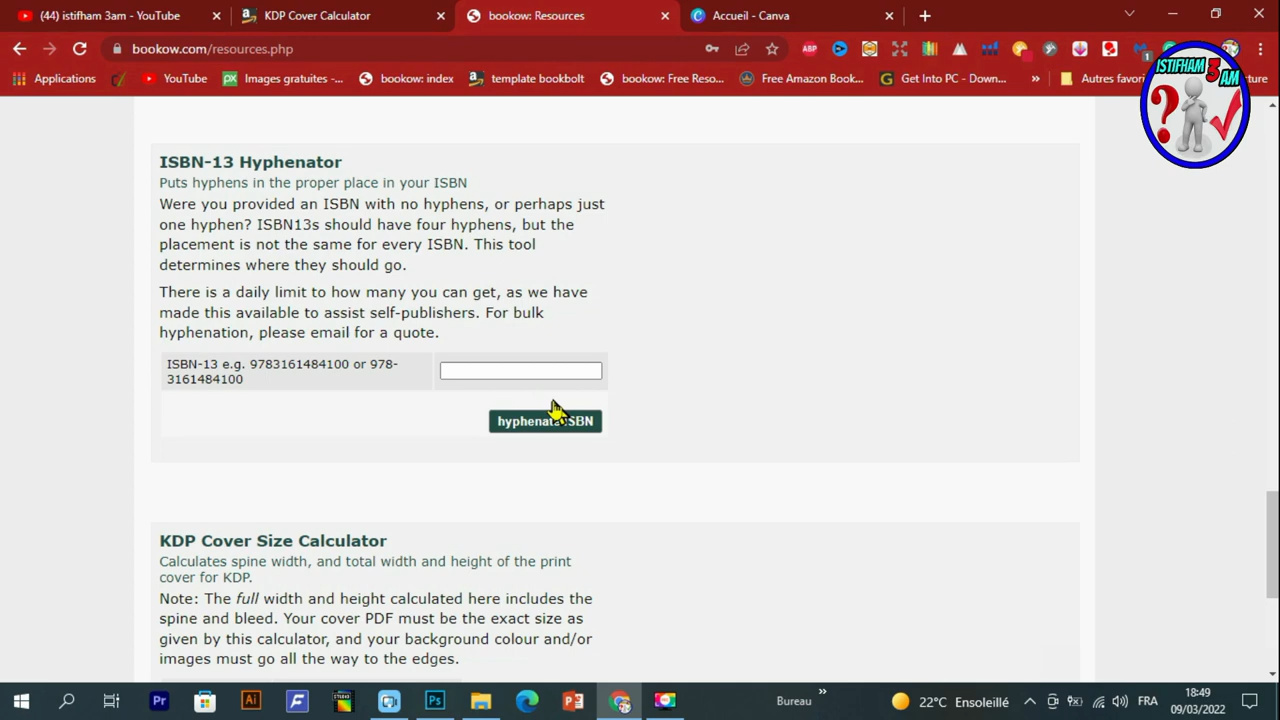 (44) istifham 3am - YouTube
KDP Cover Calculator
bookow: Resources
Accueil - Canva
bookow.com/resources.php
Applications
YouTube
Images gratuites -...
bookow: index
template bookbolt
bookow: Free Reso...
Free Amazon Book...
Get Into PC - Down...
»
Autres favori
cture
ISTIFHAM 3AM
ISBN-13 Hyphenator
Puts hyphens in the proper place in your ISBN
Were you provided an ISBN with no hyphens, or perhaps just
one hyphen? ISBN13s should have four hyphens, but the
placement is not the same for every ISBN. This tool
determines where they should go.
There is a daily limit to how many you can get, as we have
made this available to assist self-publishers. For bulk
hyphenation, please email for a quote.
ISBN-13 e.g. 9783161484100 or 978-
3161484100
hyphenate ISBN
KDP Cover Size Calculator
Calculates spine width, and total width and height of the print
cover for KDP.
Note: The full width and height calculated here includes the
spine and bleed. Your cover PDF must be the exact size as
given by this calculator, and your background colour and/or
images must go all the way to the edges.
Bureau
»
22°C Ensoleillé
FRA
18:49
09/03/2022